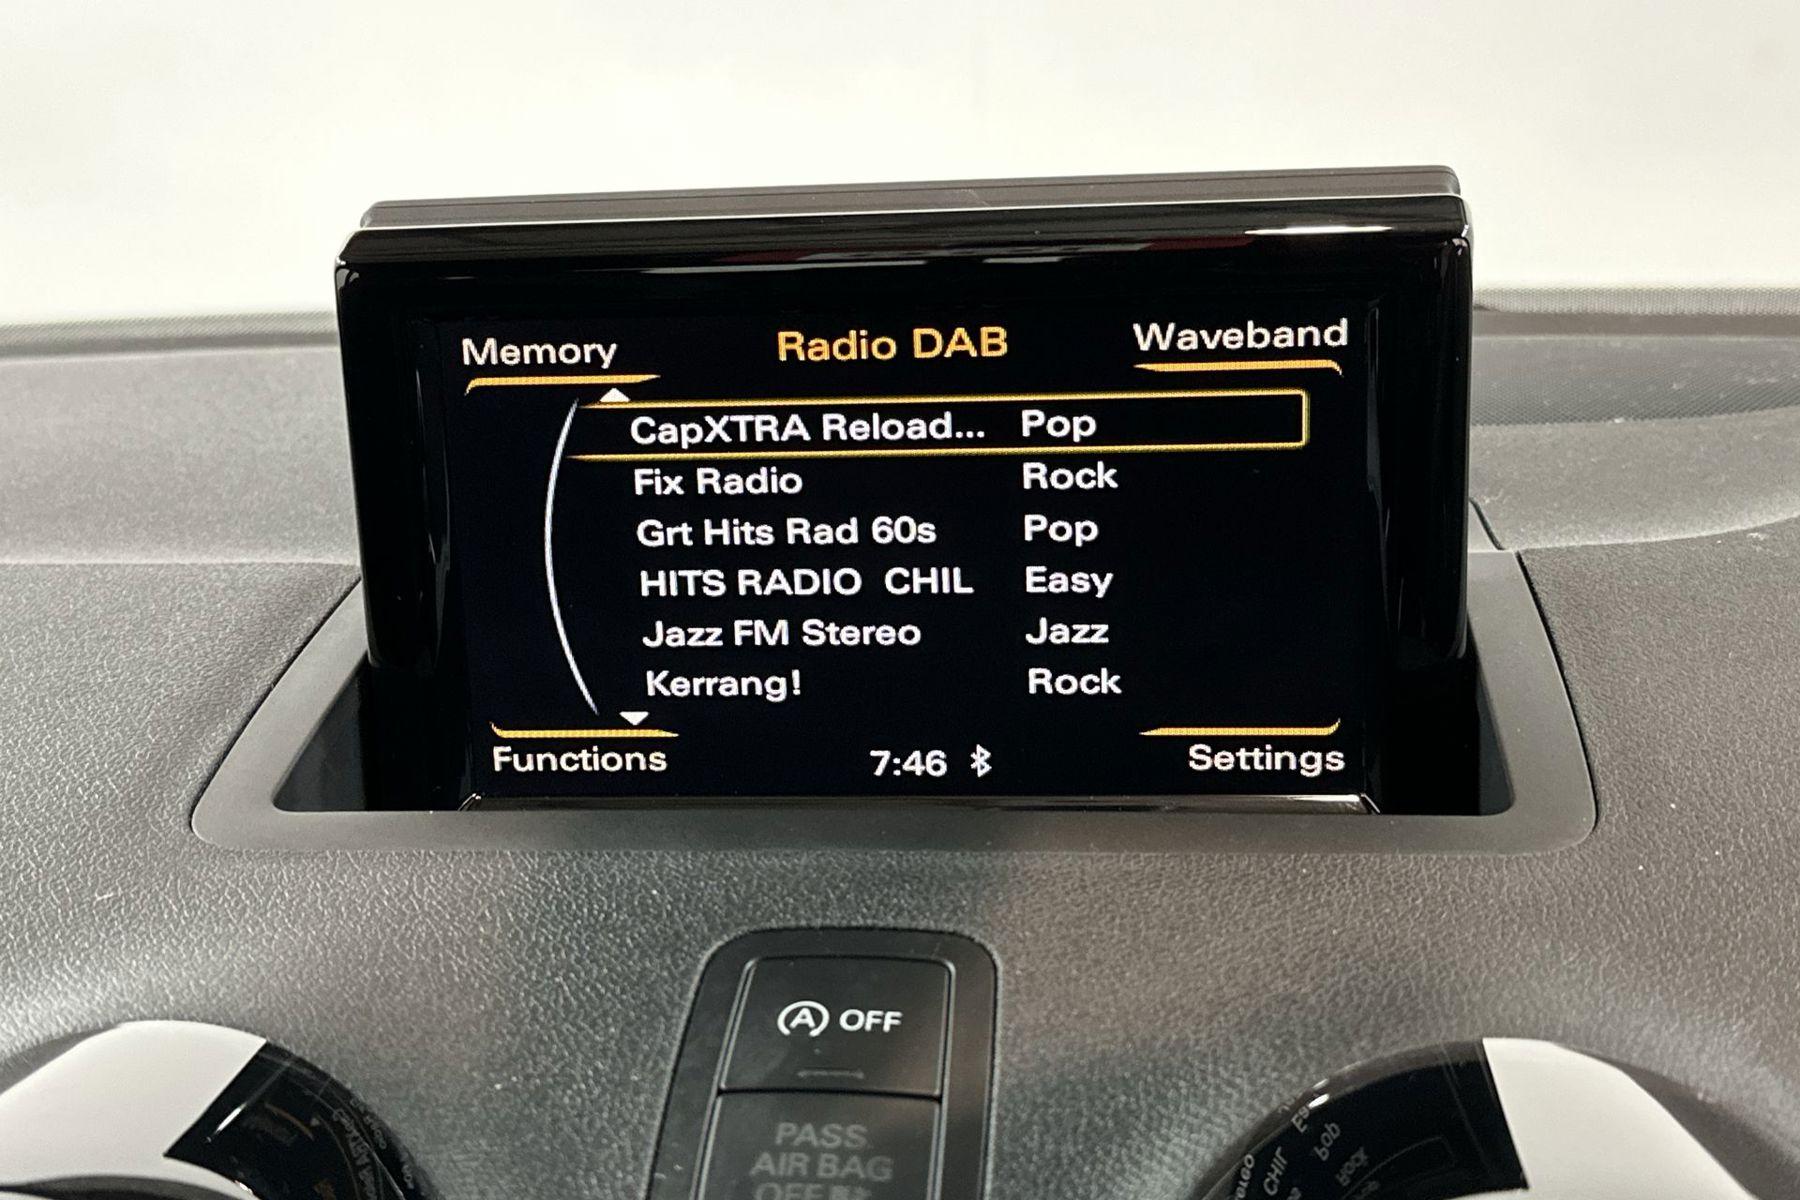 Memory
Radio DAB
Waveband
CapXTRA Reload... Pop
Fix Radio Rock
Grt Hits Rad 60s Pop
HITS RADIO  CHIL Easy
Jazz FM Stereo Jazz
Kerrang! Rock
Functions
7:46
Settings
A OFF
PASS
AIR BAG
OFF